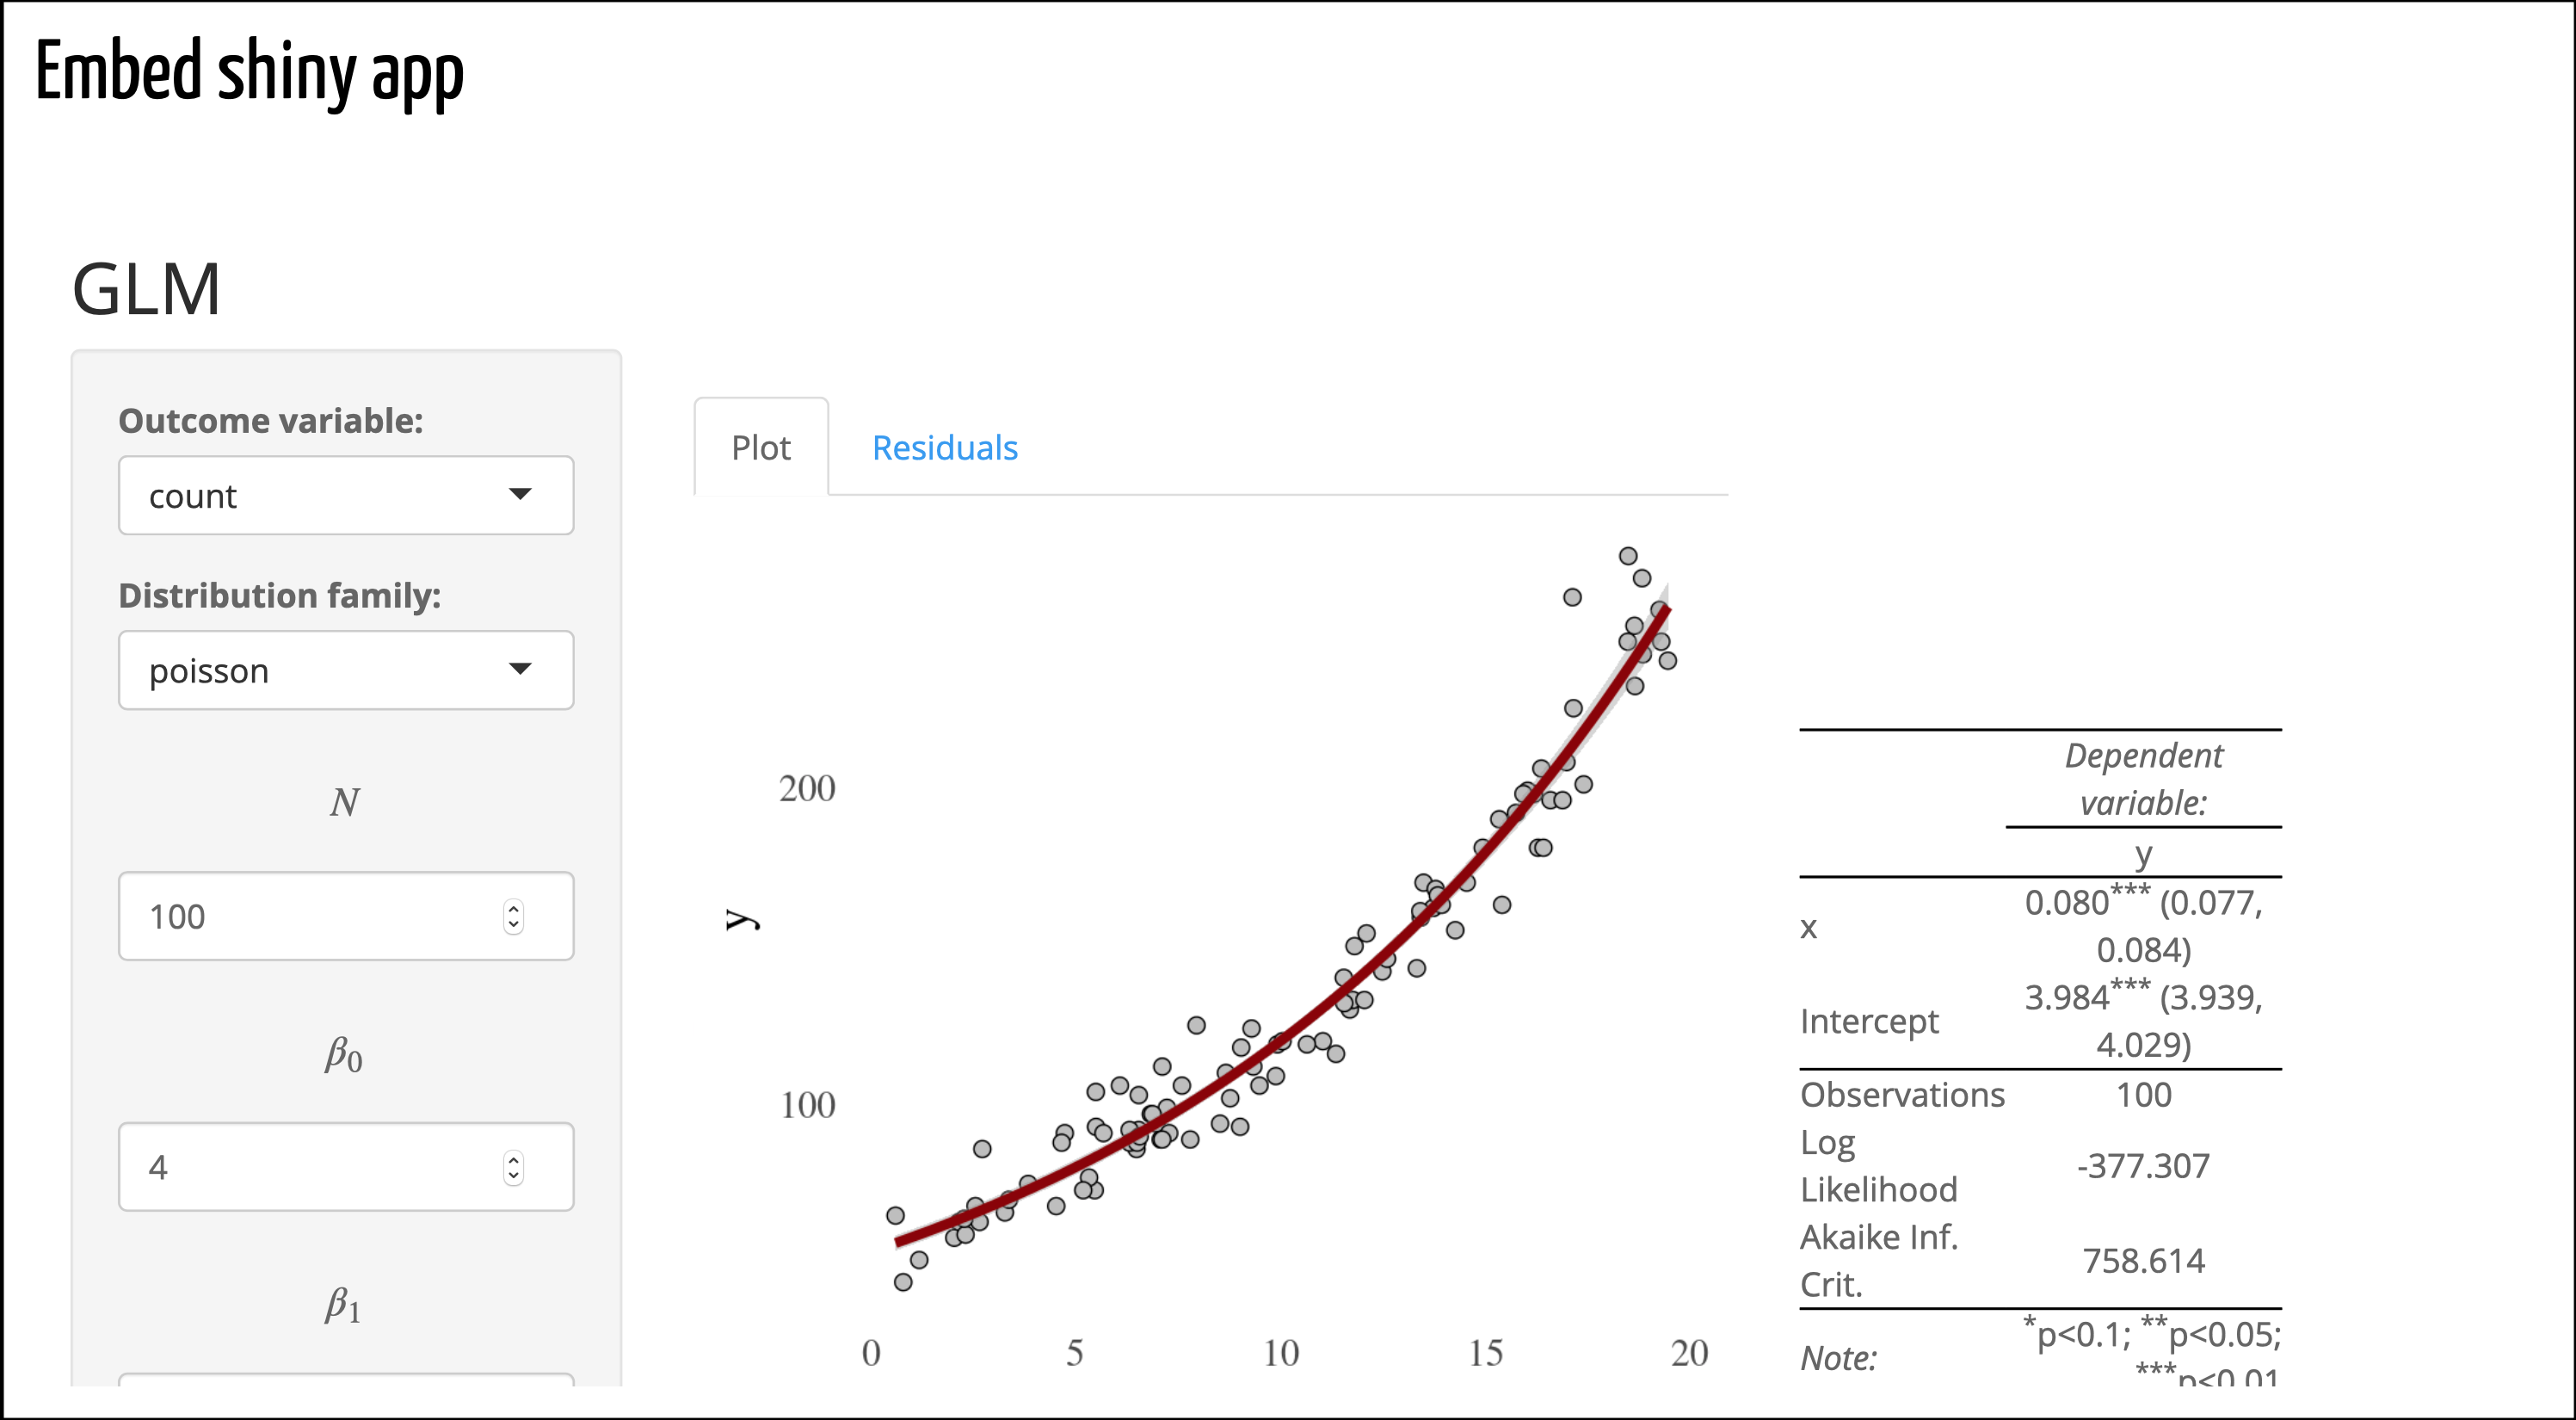 Embed shiny app
GLM
Outcome variable:
count
Distribution family:
poisson
N
100
β0
4
β1
Plot Residuals
y
200
100
0 5 10 15 20
Dependent
variable:
y
x 0.080*** (0.077,
0.084)
Intercept 3.984*** (3.939,
4.029)
Observations 100
Log
Likelihood -377.307
Akaike Inf.
Crit. 758.614
Note: *p<0.1; **p<0.05;
***p<0.01